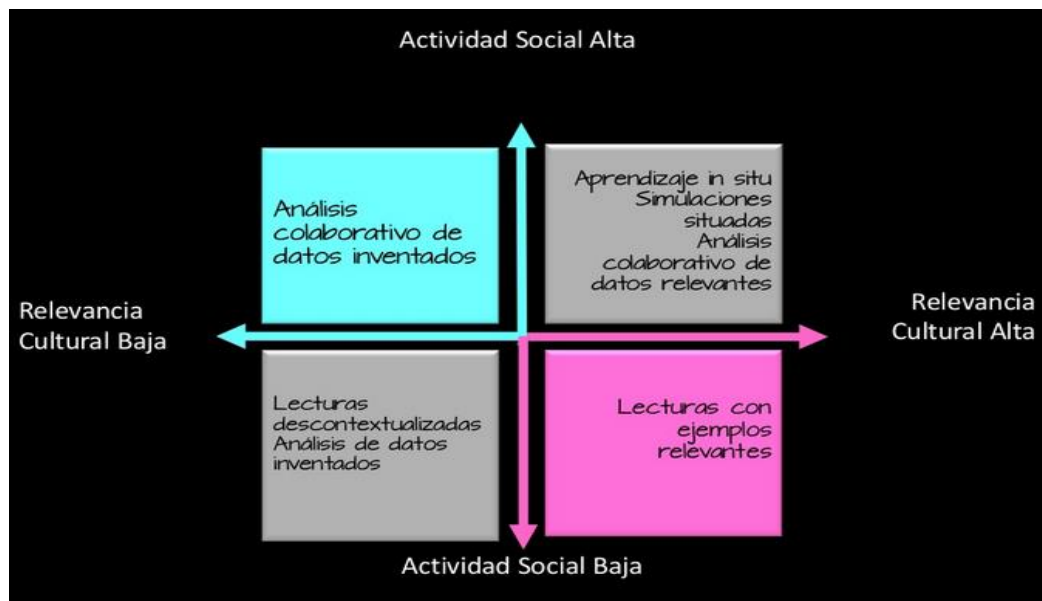 Actividad Social Alta
Análisis
colaborativo de
datos inventados
Aprendizaje in situ
Simulaciones
situadas
Análisis
colaborativo de
datos relevantes
Relevancia
Cultural Baja
Relevancia
Cultural Alta
Lecturas
descontextualizadas
Análisis de datos
inventados
Lecturas con
ejemplos
relevantes
Actividad Social Baja